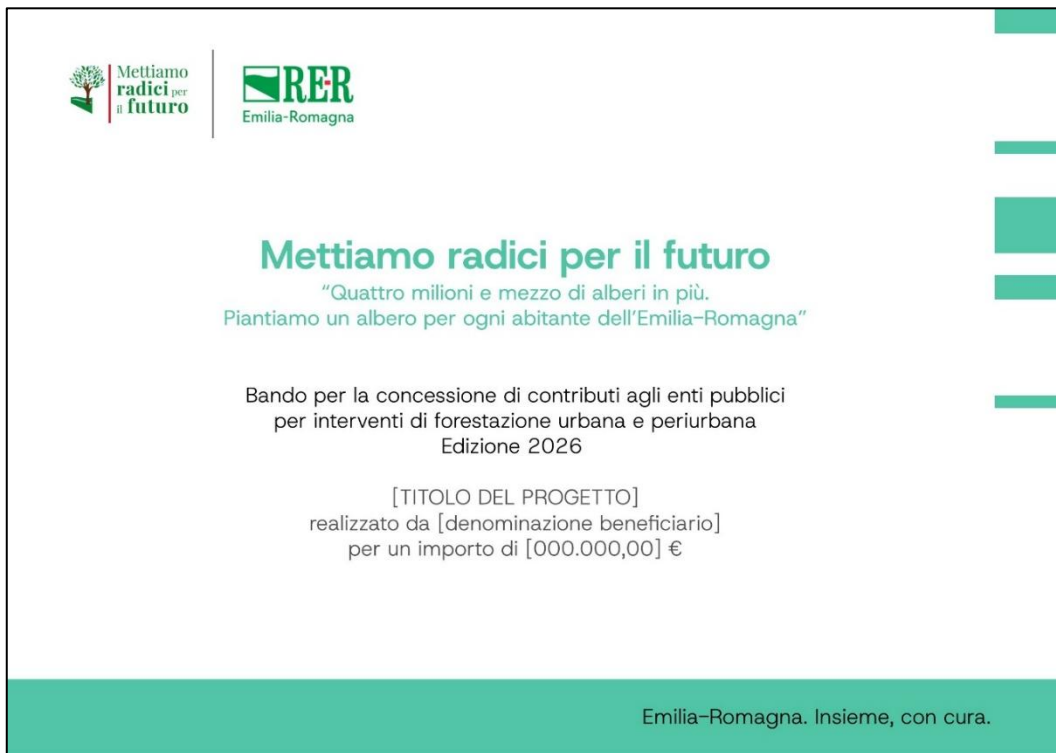 Mettiamo
radici per
il futuro
RER
Emilia-Romagna
Mettiamo radici per il futuro
“Quattro milioni e mezzo di alberi in più.
Piantiamo un albero per ogni abitante dell’Emilia-Romagna”
Bando per la concessione di contributi agli enti pubblici
per interventi di forestazione urbana e periurbana
Edizione 2026
[TITOLO DEL PROGETTO]
realizzato da [denominazione beneficiario]
per un importo di [000.000,00] €
Emilia-Romagna. Insieme, con cura.